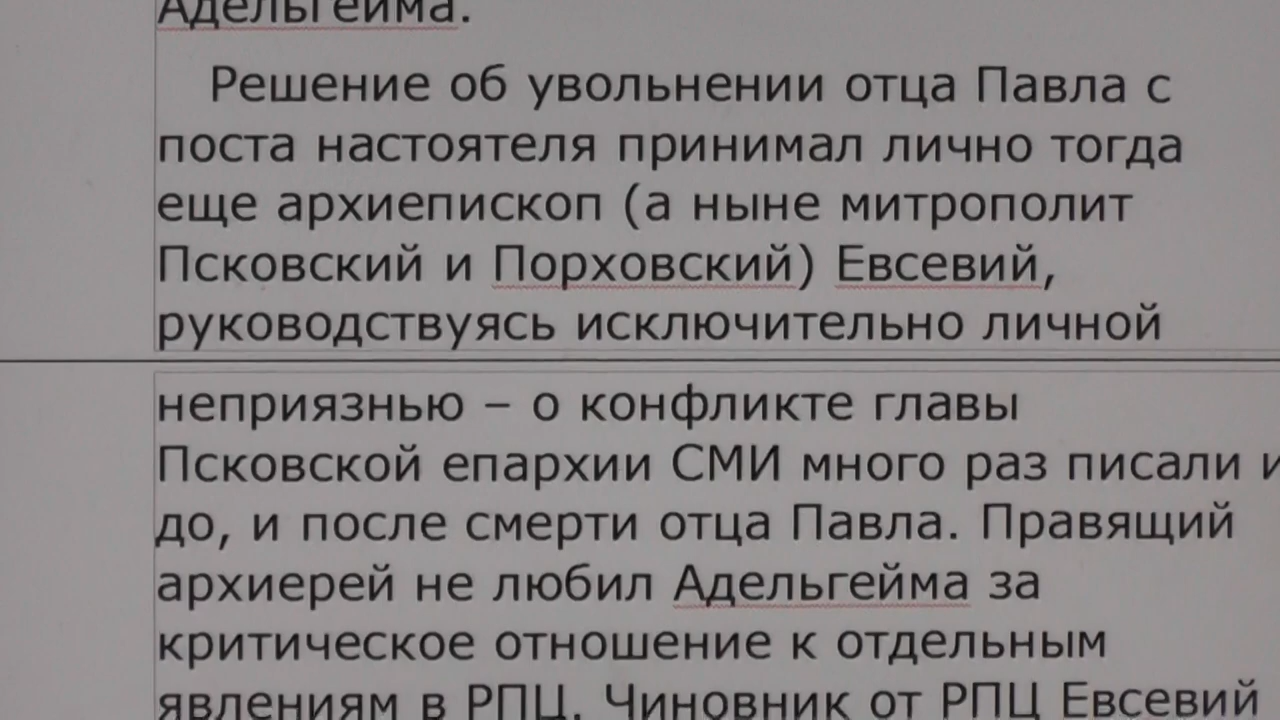 Адельгейма.
Решение об увольнении отца Павла с
поста настоятеля принимал лично тогда
еще архиепископ (а ныне митрополит
Псковский и Порховский) Евсевий,
руководствуясь исключительно личной
неприязнью – о конфликте главы
Псковской епархии СМИ много раз писали и
до, и после смерти отца Павла. Правящий
архиерей не любил Адельгейма за
критическое отношение к отдельным
явлениям в РПЦ. Чиновник от РПЦ Евсевий